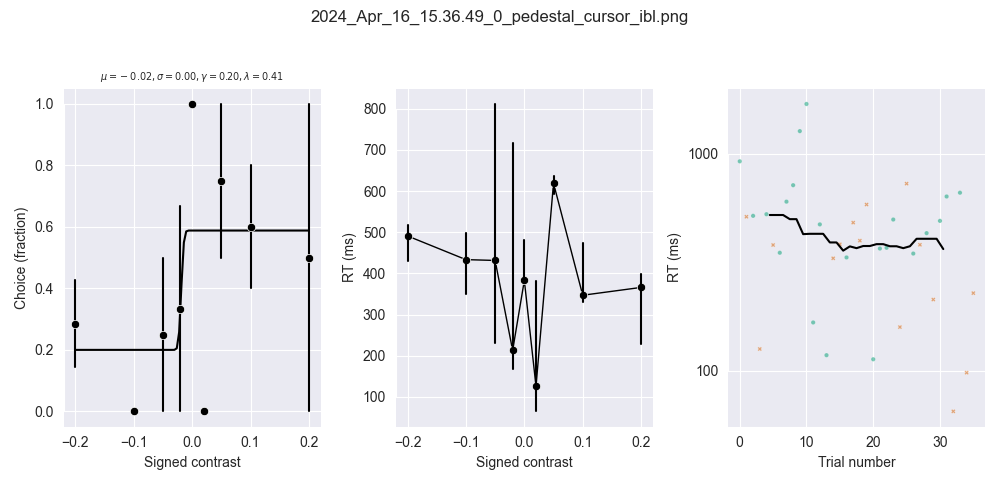 2024_Apr_16_15.36.49_0_pedestal_cursor_ibl.png
μ = − 0.02, σ = 0.00, γ = 0.20, λ = 0.41
Choice (fraction)
1.0
0.8
0.6
0.4
0.2
0.0
−0.2 −0.1 0.0 0.1 0.2
Signed contrast
RT (ms)
800
700
600
500
400
300
200
100
−0.2 −0.1 0.0 0.1 0.2
Signed contrast
RT (ms)
1000
100
0 10 20 30
Trial number